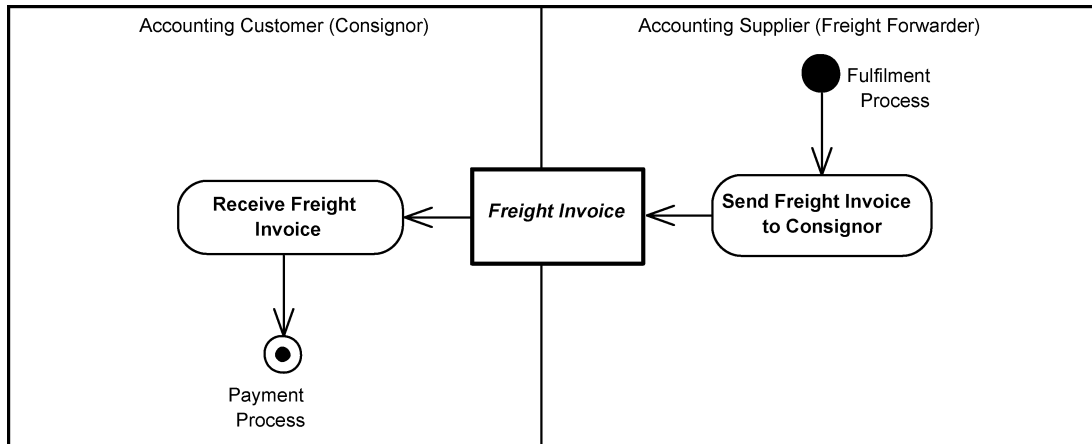 Accounting Customer (Consignor)
Accounting Supplier (Freight Forwarder)
Fulfilment
Process
Receive Freight
Invoice
Freight Invoice
Send Freight Invoice
to Consignor
Payment
Process